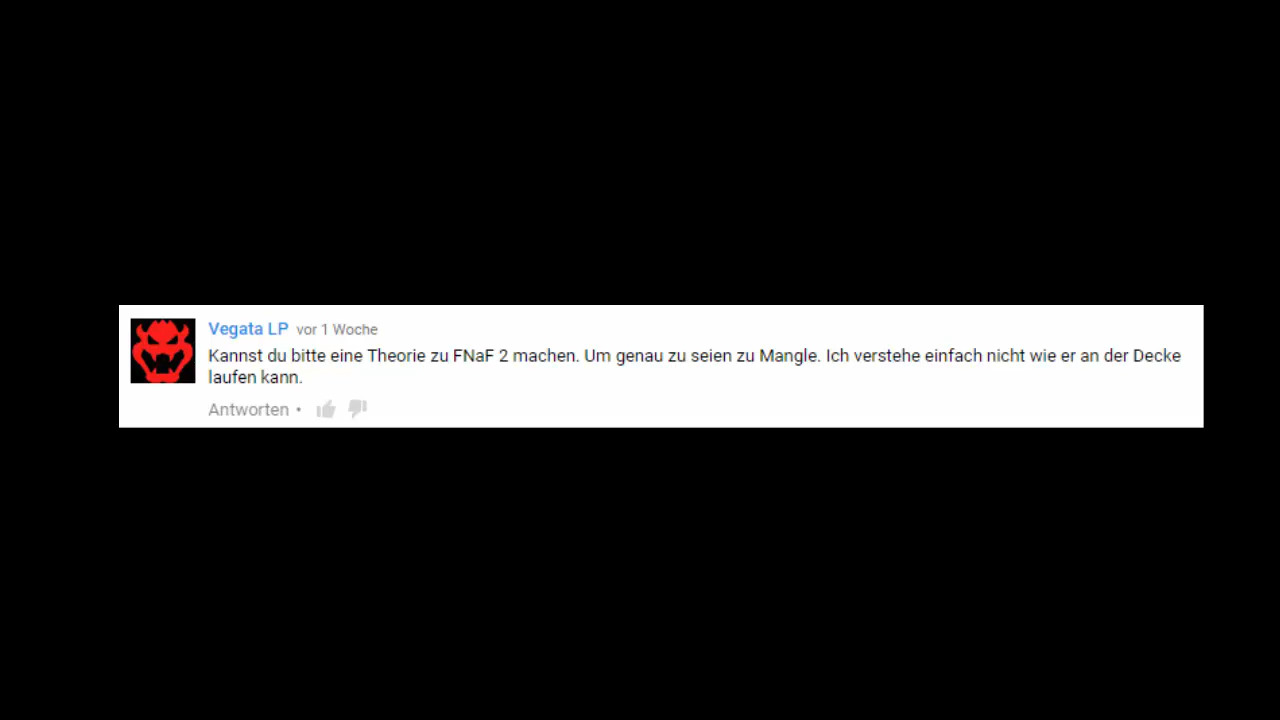 Vegata LP vor 1 Woche
Kannst du bitte eine Theorie zu FNaF 2 machen. Um genau zu seien zu Mangle. Ich verstehe einfach nicht wie er an der Decke
laufen kann.
Antworten •